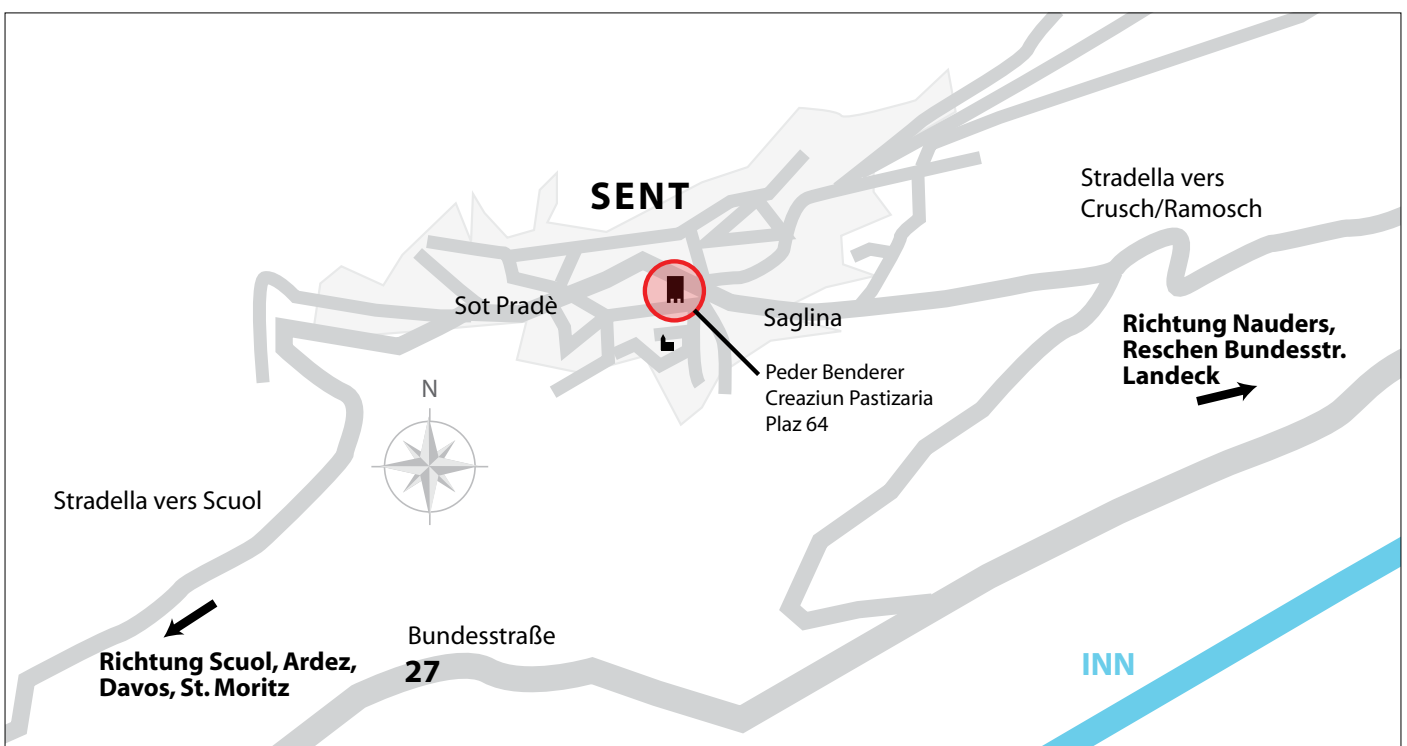 SENT
Stradella vers
Crusch/Ramosch
Sot Pradè
Saglina
Richtung Nauders,
Reschen Bundesstr.
Landeck
Peder Benderer
Creaziun Pastizaria
Plaz 64
N
Stradella vers Scuol
Bundesstraße
27
Richtung Scuol, Ardez,
Davos, St. Moritz
INN